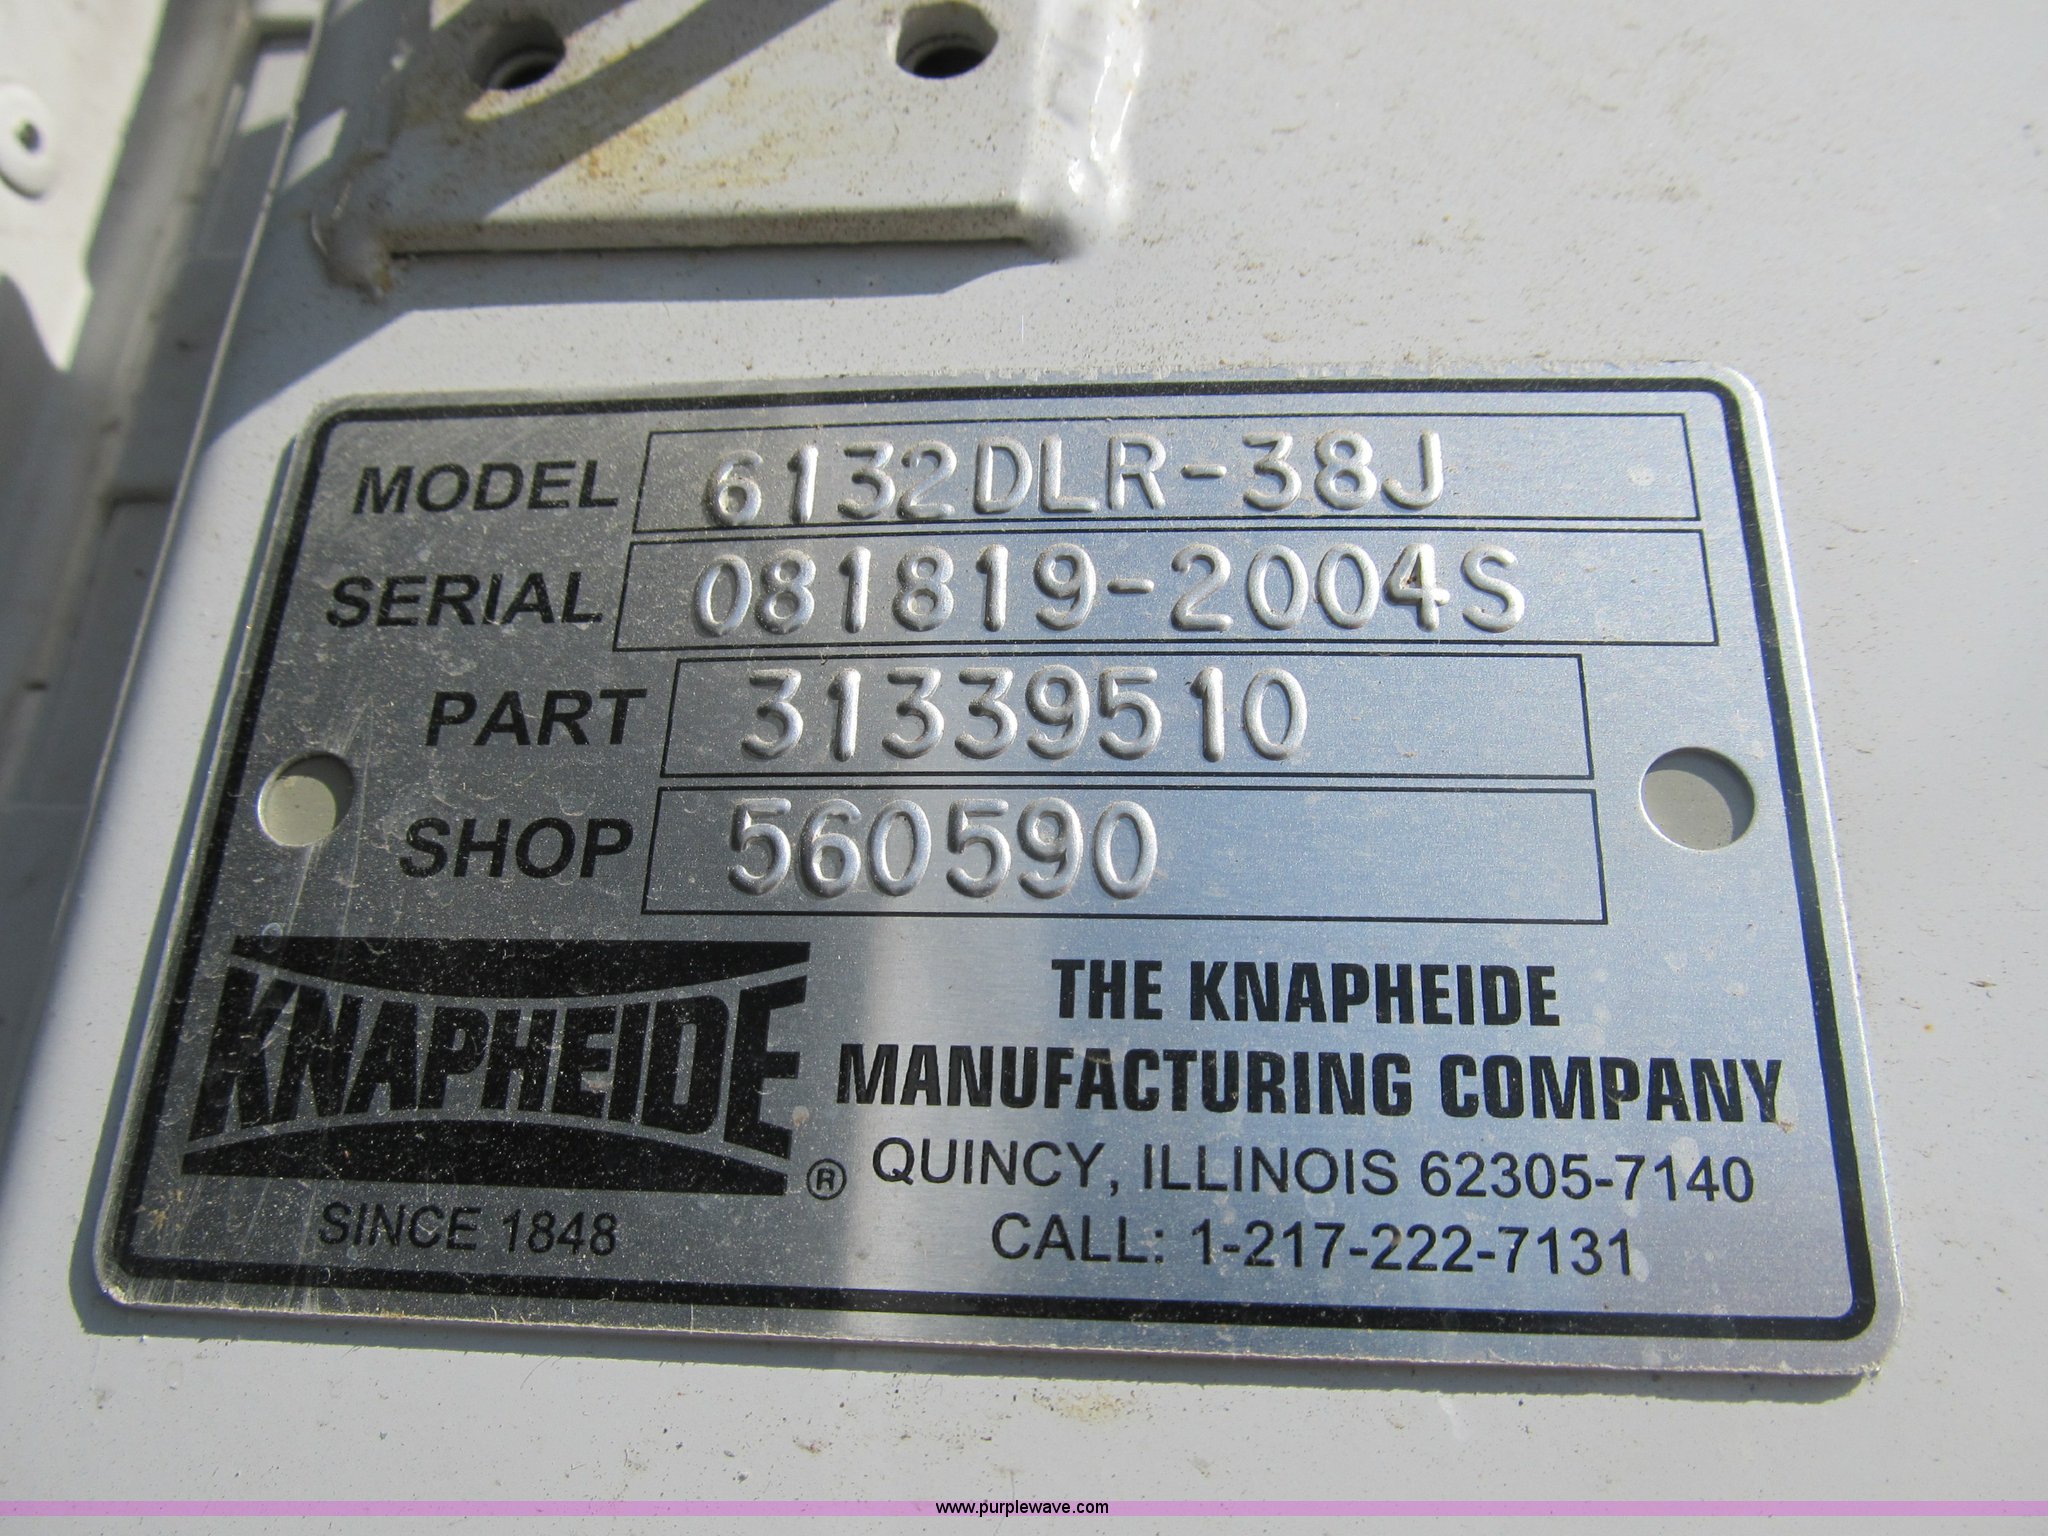 MODEL 6132DLR-38J
SERIAL 081819-2004S
PART 31339510
SHOP 560590
KNAPHEIDE ®
SINCE 1848
THE KNAPHEIDE
MANUFACTURING COMPANY
QUINCY, ILLINOIS 62305-7140
CALL: 1-217-222-7131
www.purplewave.com